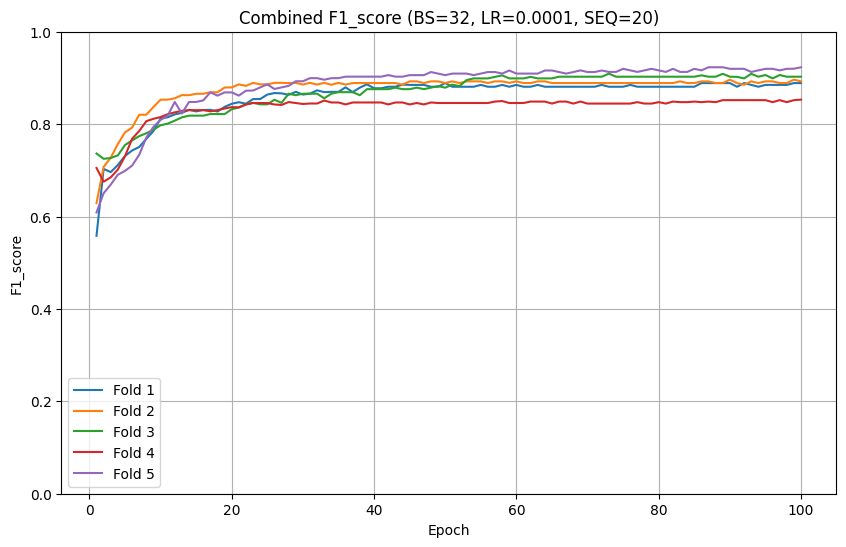 Combined F1_score (BS=32, LR=0.0001, SEQ=20)
1.0
0.8
0.6
0.4
0.2
0.0
F1_score
Fold 1
Fold 2
Fold 3
Fold 4
Fold 5
0 20 40 60 80 100
Epoch